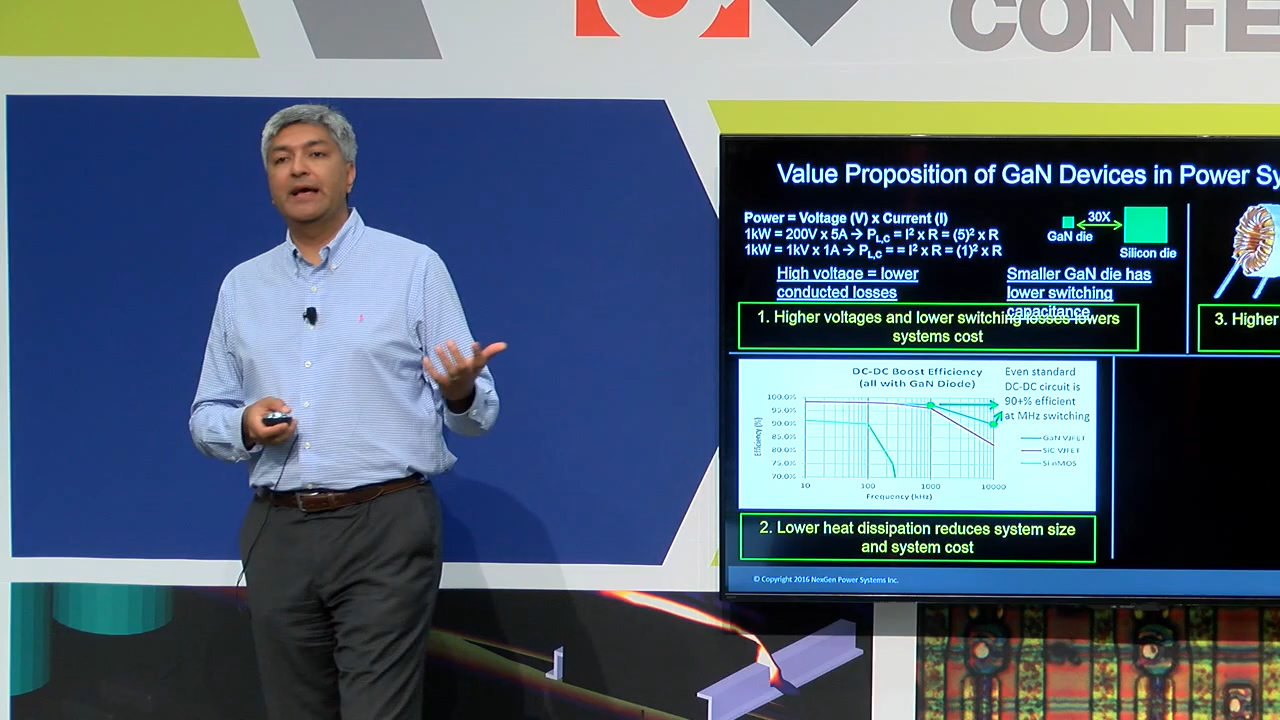 CONFE
Value Proposition of GaN Devices in Power Sy
Power = Voltage (V) x Current (I)
1kW = 200V x 5A → P_L,C = I² x R = (5)² x R
1kW = 1kV x 1A → P_L,C = = I² x R = (1)² x R
30X
GaN die
Silicon die
High voltage = lower
conducted losses
Smaller GaN die has
lower switching
capacitance
1. Higher voltages and lower switching losses lowers
systems cost
3. Higher
DC-DC Boost Efficiency
(all with GaN Diode)
Even standard
DC-DC circuit is
90+% efficient
at MHz switching
Efficiency (%)
100.0%
95.0%
90.0%
85.0%
80.0%
75.0%
70.0%
10
100
1000
10000
Frequency (kHz)
GaN VJFET
SiC VJFET
Si nMOS
2. Lower heat dissipation reduces system size
and system cost
© Copyright 2016 NexGen Power Systems Inc.